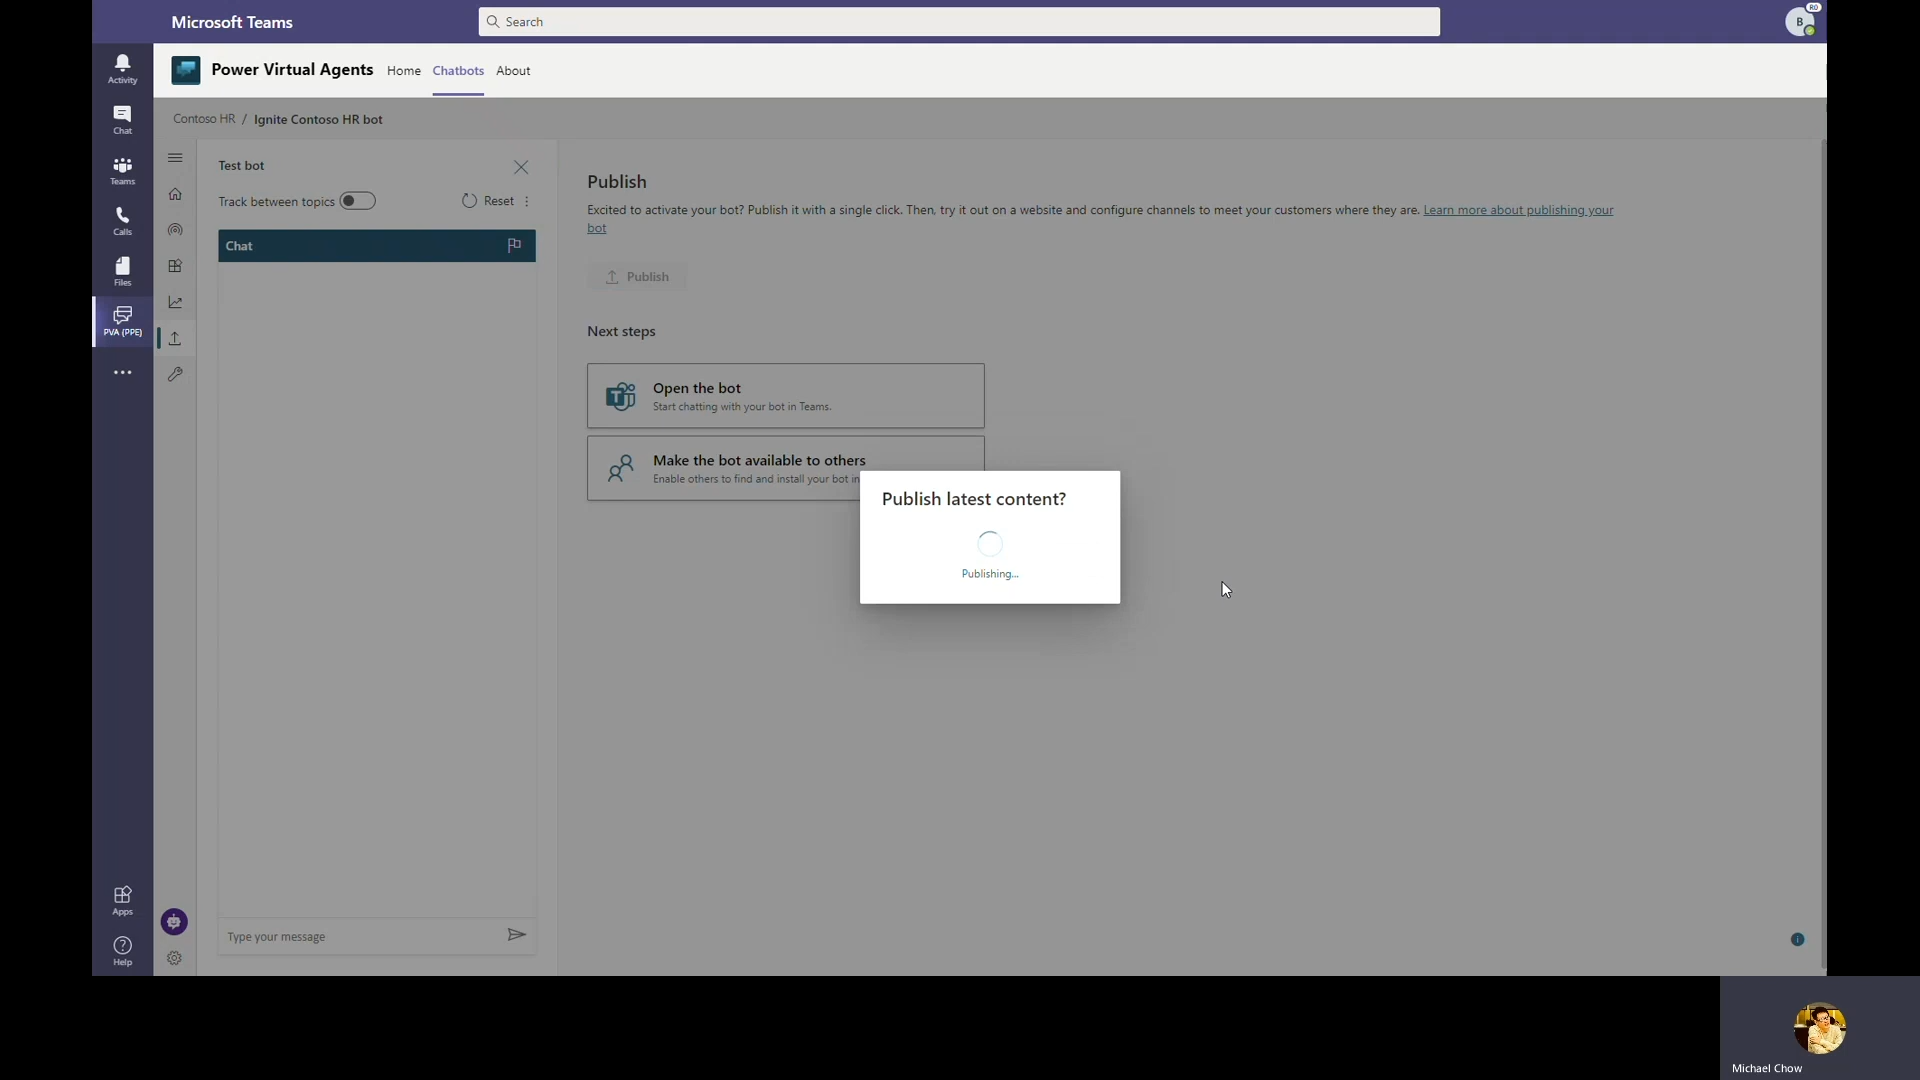 Microsoft Teams
Search
B
RO
Activity
Chat
Teams
Calls
Files
PVA (PPE)
Apps
Help
Power Virtual Agents
Home
Chatbots
About
Contoso HR / Ignite Contoso HR bot
Test bot
Track between topics
Reset
Chat
Type your message
Publish
Excited to activate your bot? Publish it with a single click. Then, try it out on a website and configure channels to meet your customers where they are. Learn more about publishing your
bot
Publish
Next steps
Open the bot
Start chatting with your bot in Teams.
Make the bot available to others
Enable others to find and install your bot in
Publish latest content?
Publishing...
Michael Chow